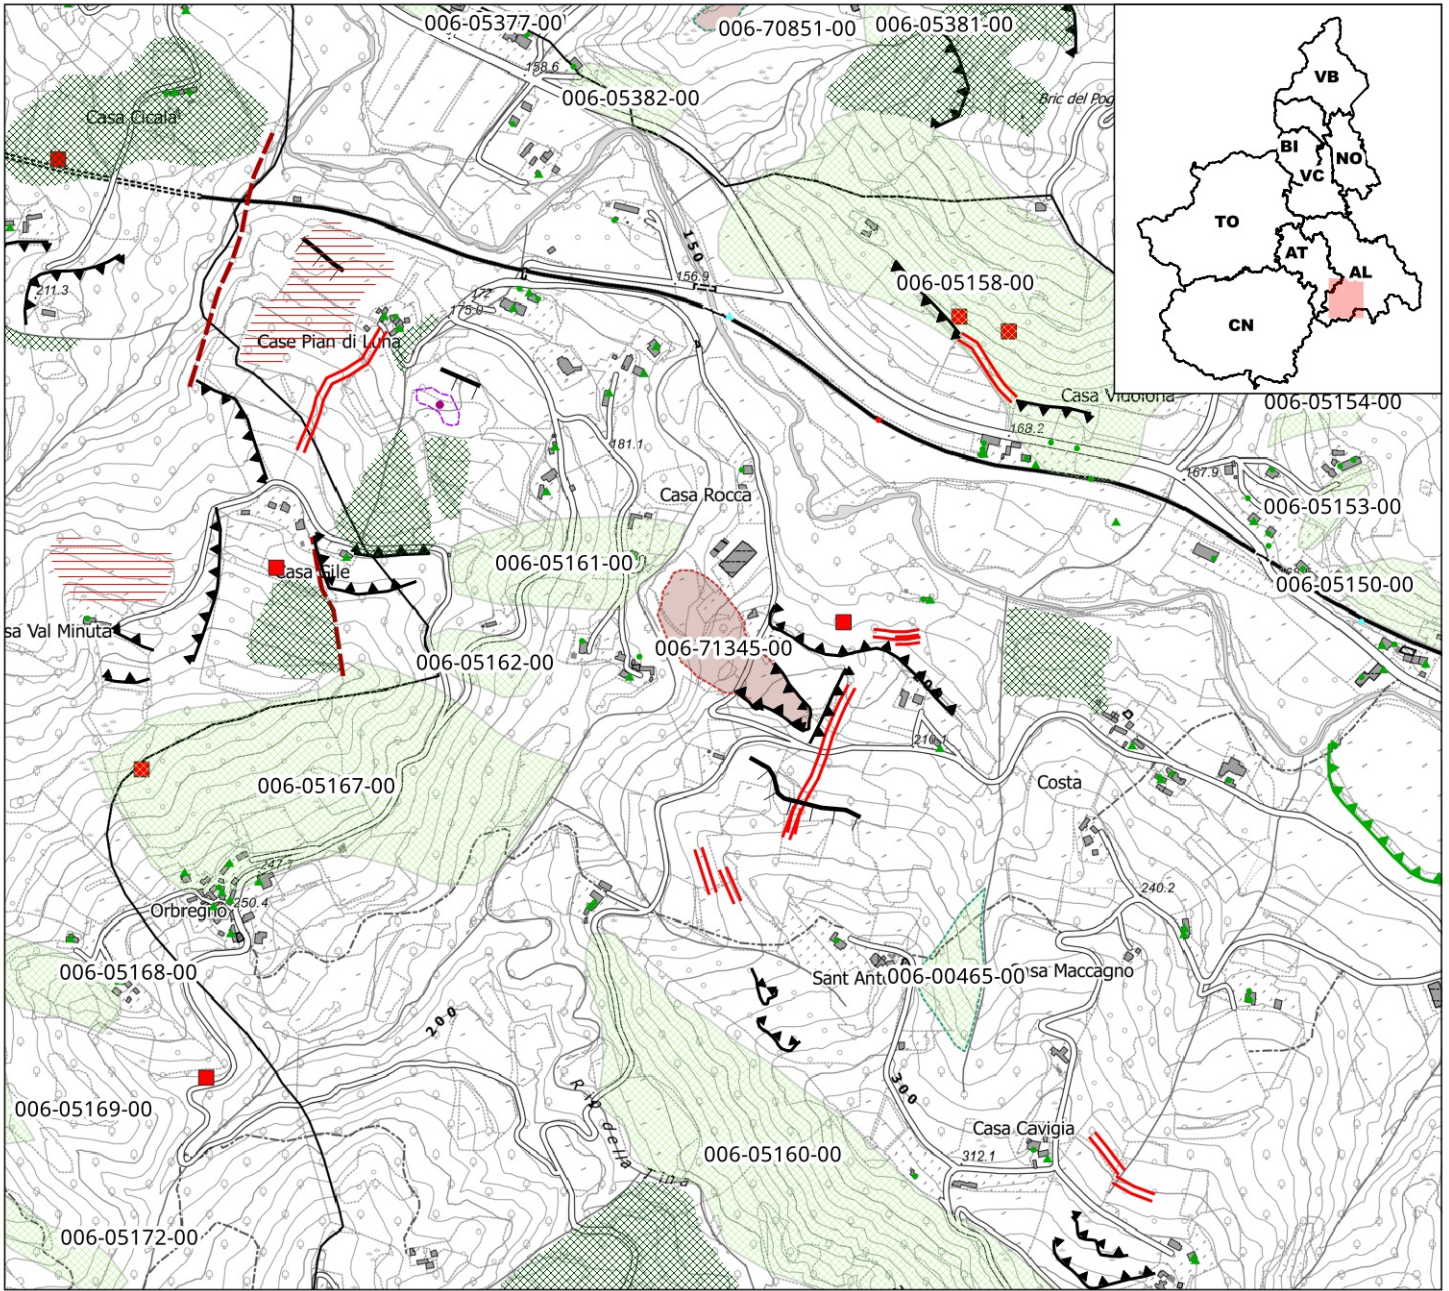 006-05377-00
006-70851-00
006-05381-00
158.6
006-05382-00
Bric del Pog
Casa Cicala
VB
BI
NO
VC
TO
AT
AL
CN
150
156.9
211.3
172
175.0
006-05158-00
Case Pian di Luna
Casa Vidolona
006-05154-00
168.2
181.1
167.9
Casa Rocca
006-05153-00
006-05161-00
Casa Gile
006-05150-00
sa Val Minuta
006-71345-00
006-05162-00
210.1
006-05167-00
Costa
247.7
240.2
Orbregno
250.4
006-05168-00
Sant Ant
006-00465-00
asa Maccagno
200
300
Rio della Tina
006-05169-00
Casa Cavigia
312.1
006-05160-00
006-05172-00